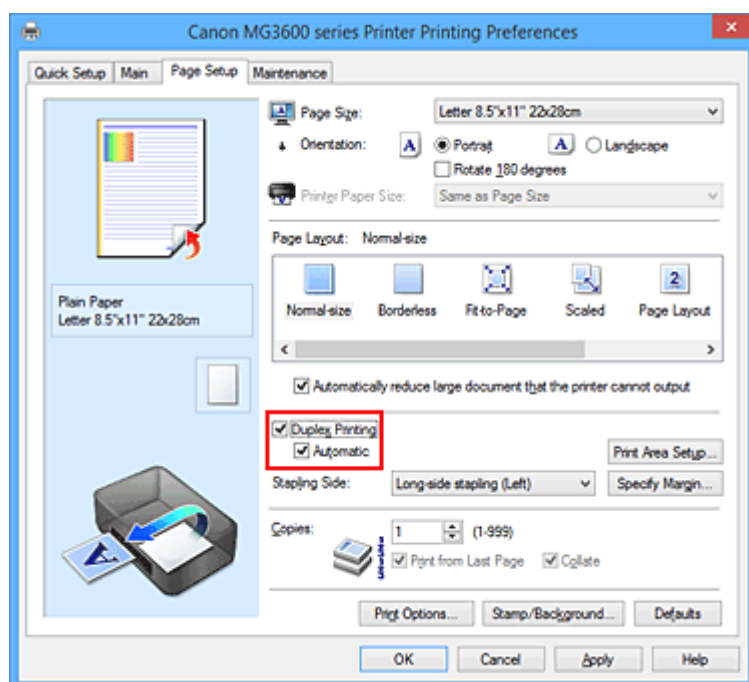 Canon MG3600 series Printer Printing Preferences
Quick Setup Main Page Setup Maintenance
Page Size: Letter 8.5"x11" 22x28cm
Orientation: A Portrait A Landscape
Rotate 180 degrees
Printer Paper Size: Same as Page Size
Page Layout: Normal-size
2
Normal-size Borderless Fit-to-Page Scaled Page Layout
Plain Paper
Letter 8.5"x11" 22x28cm
Automatically reduce large document that the printer cannot output
Duplex Printing
Automatic
Print Area Setup...
Stapling Side: Long-side stapling (Left) Specify Margin...
Copies: 1 (1-999)
Print from Last Page Collate
A
Print Options... Stamp/Background... Defaults
OK Cancel Apply Help